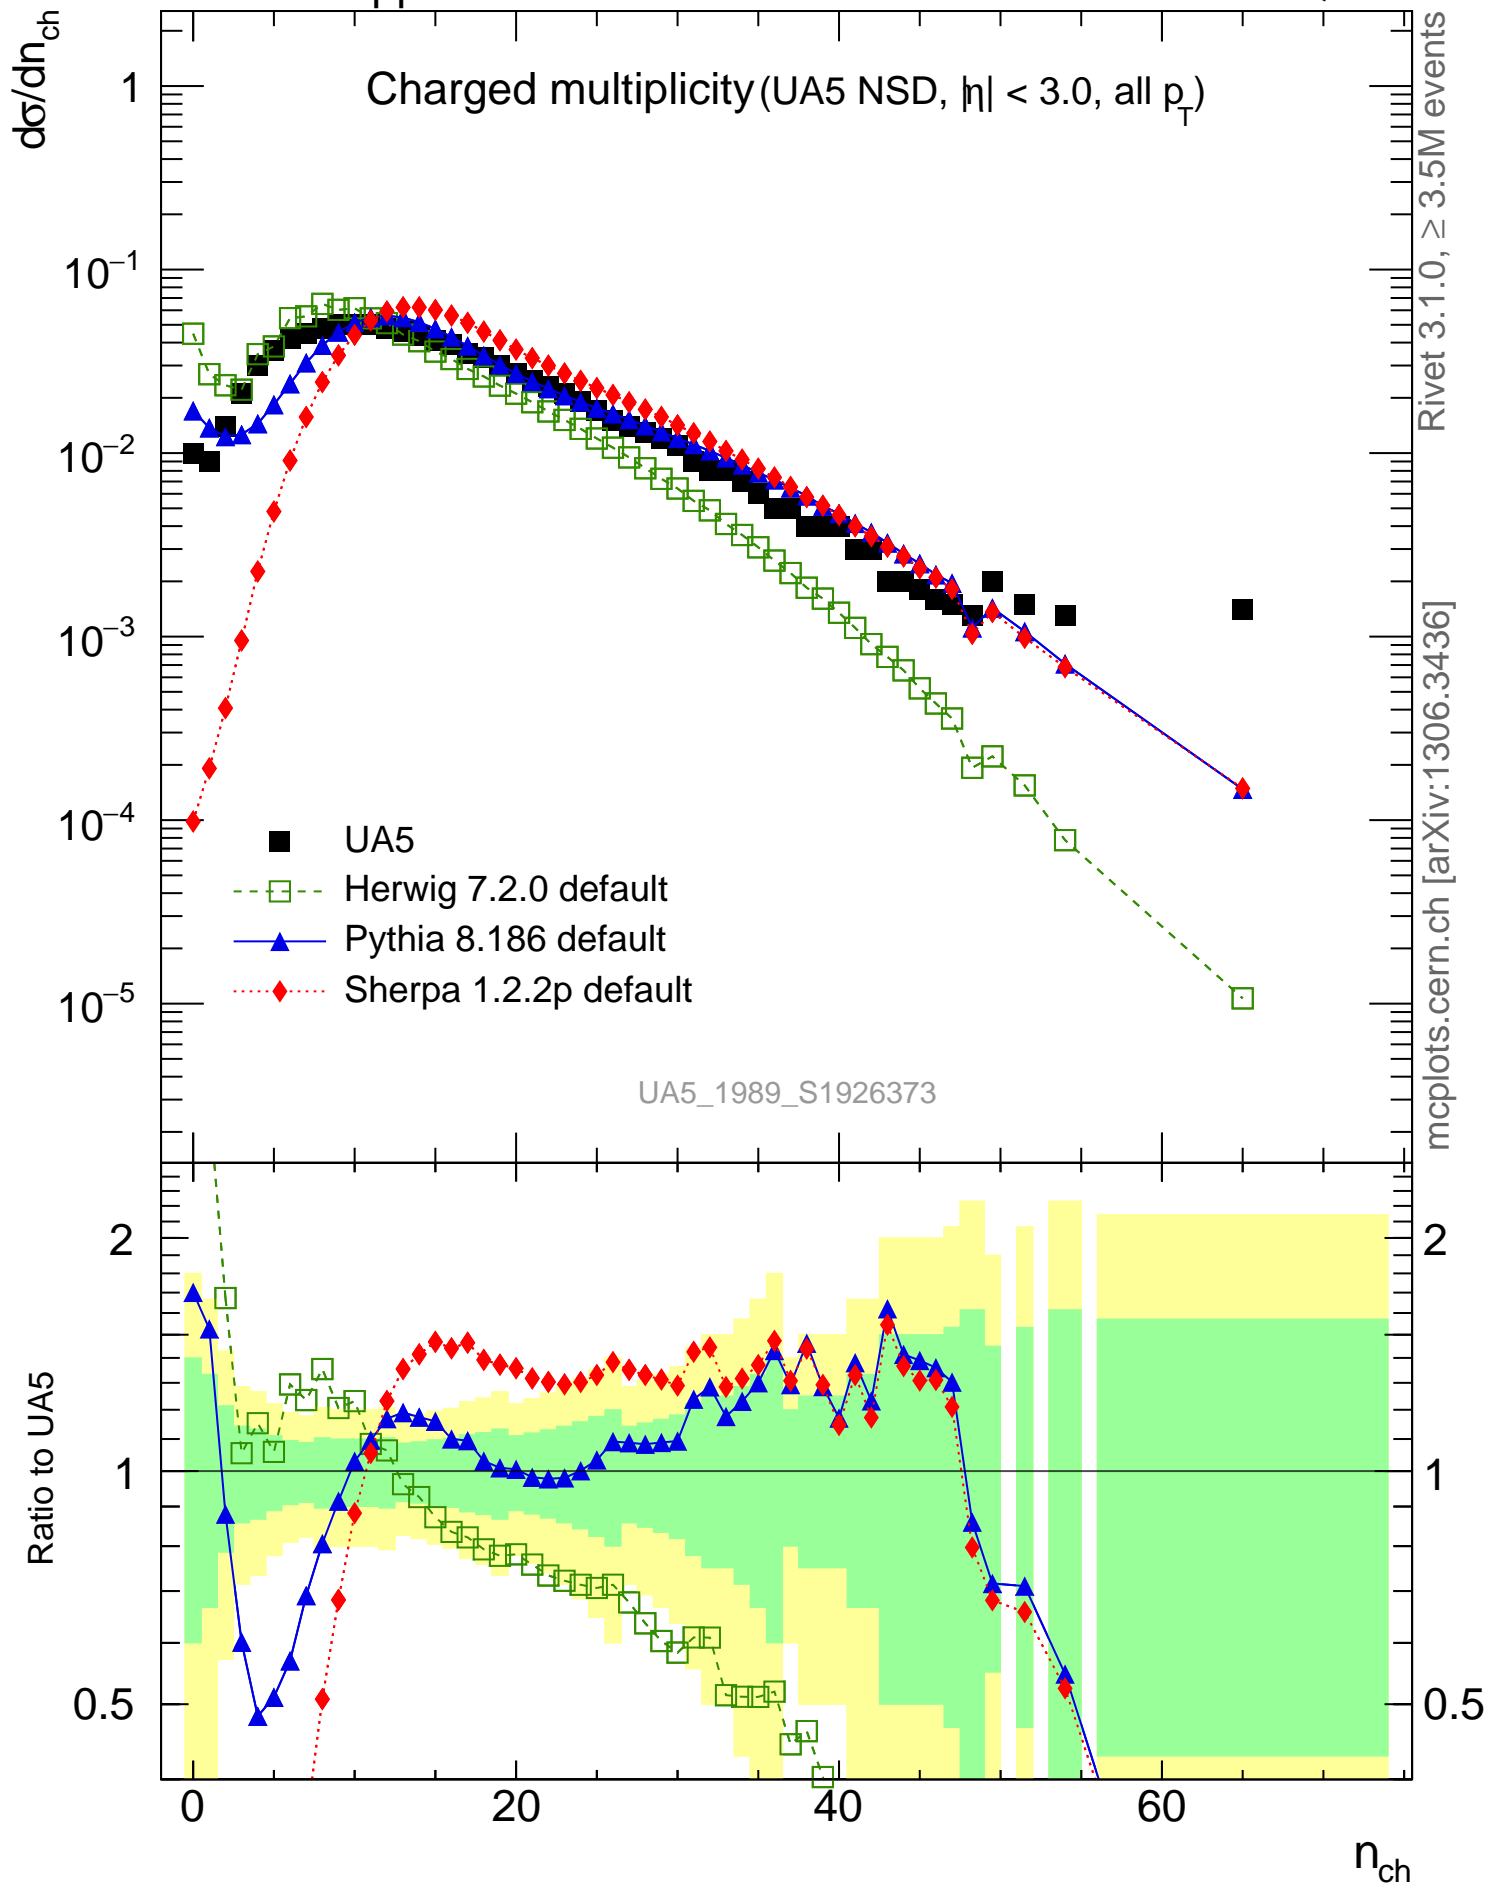 dσ/dn_ch
Charged multiplicity (UA5 NSD, |η| < 3.0, all p_T)
1
10⁻¹
10⁻²
10⁻³
10⁻⁴
10⁻⁵
UA5
Herwig 7.2.0 default
Pythia 8.186 default
Sherpa 1.2.2p default
UA5_1989_S1926373
Rivet 3.1.0, ≥ 3.5M events
mcplots.cern.ch [arXiv:1306.3436]
Ratio to UA5
2
1
0.5
2
1
0.5
0 20 40 60
n_ch